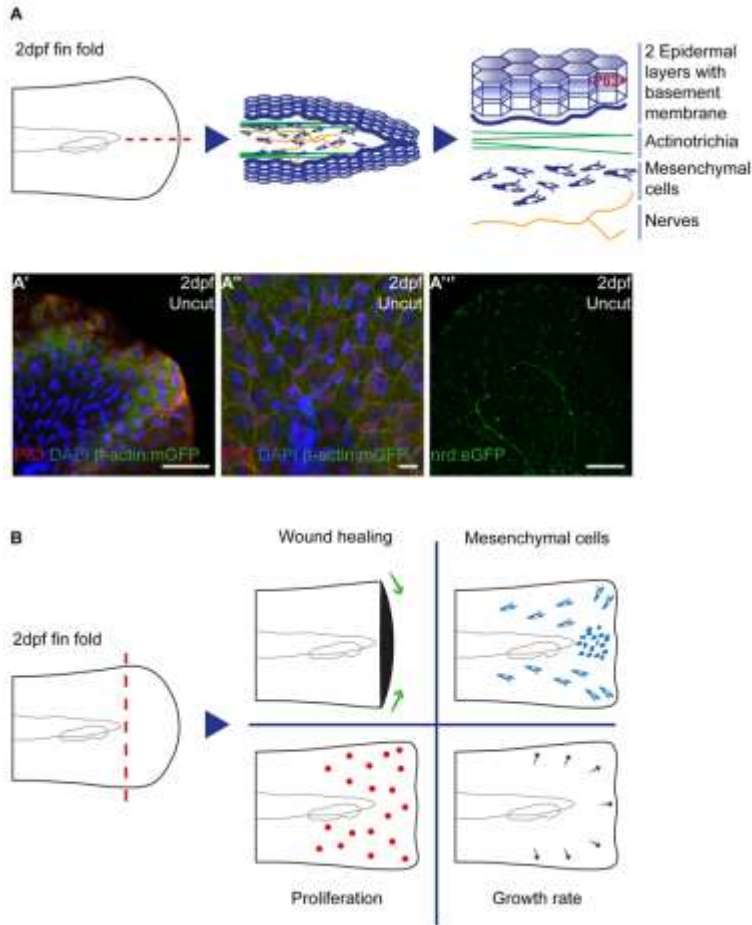 A
2dpf fin fold
P63
2 Epidermal
layers with
basement
membrane
Actinotrichia
Mesenchymal
cells
Nerves
A' 2dpf
Uncut
P63 DAPI β-actin:mGFP
A'' 2dpf
Uncut
P63 DAPI β-actin:mGFP
A''' 2dpf
Uncut
nrd:eGFP
B
2dpf fin fold
Wound healing
Mesenchymal cells
Proliferation
Growth rate